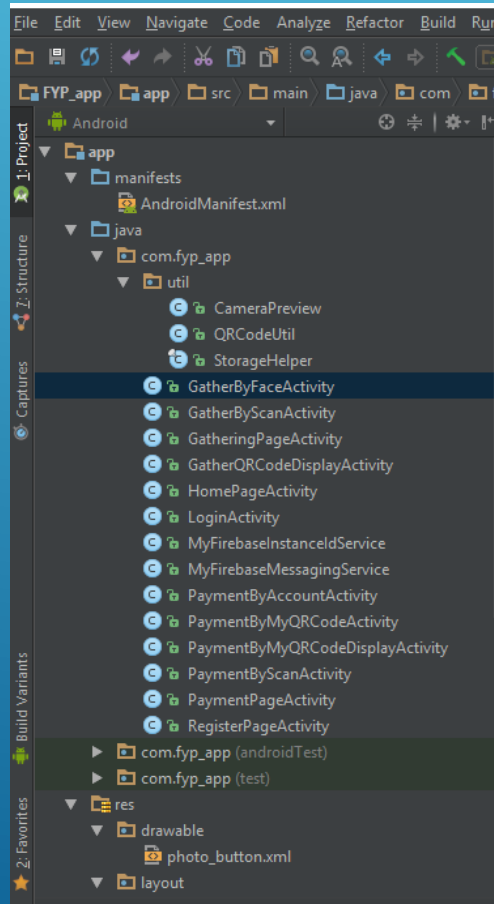 File Edit View Navigate Code Analyze Refactor Build
FYP_app app src main java com
1: Project
Android
app
manifests
AndroidManifest.xml
java
com.fyp_app
util
CameraPreview
QRCodeUtil
StorageHelper
GatherByFaceActivity
GatherByScanActivity
GatheringPageActivity
GatherQRCodeDisplayActivity
HomePageActivity
LoginActivity
MyFirebaseInstanceIdService
MyFirebaseMessagingService
PaymentByAccountActivity
PaymentByMyQRCodeActivity
PaymentByMyQRCodeDisplayActivity
PaymentByScanActivity
PaymentPageActivity
RegisterPageActivity
com.fyp_app (androidTest)
com.fyp_app (test)
res
drawable
photo_button.xml
layout
7: Structure
Captures
Build Variants
2: Favorites